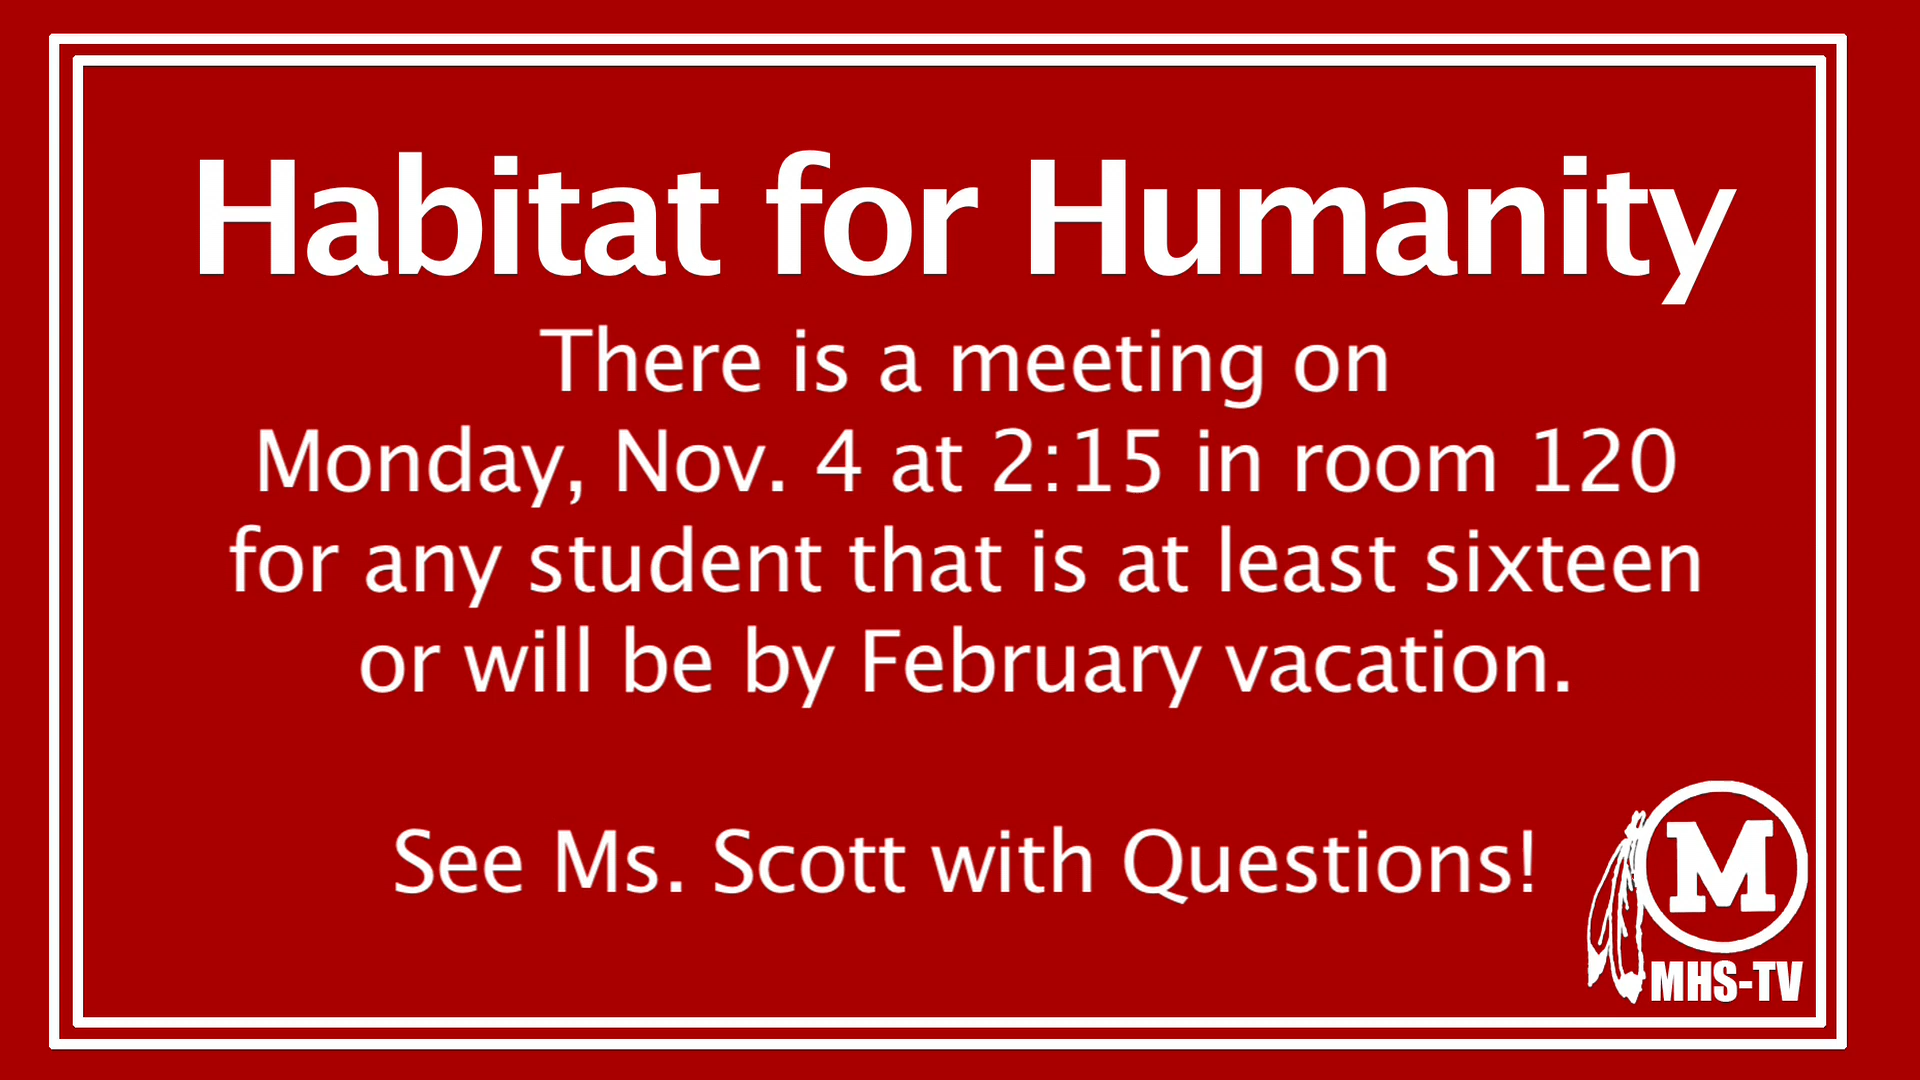 Habitat for Humanity
There is a meeting on
Monday, Nov. 4 at 2:15 in room 120
for any student that is at least sixteen
or will be by February vacation.
See Ms. Scott with Questions!
M
MHS-TV